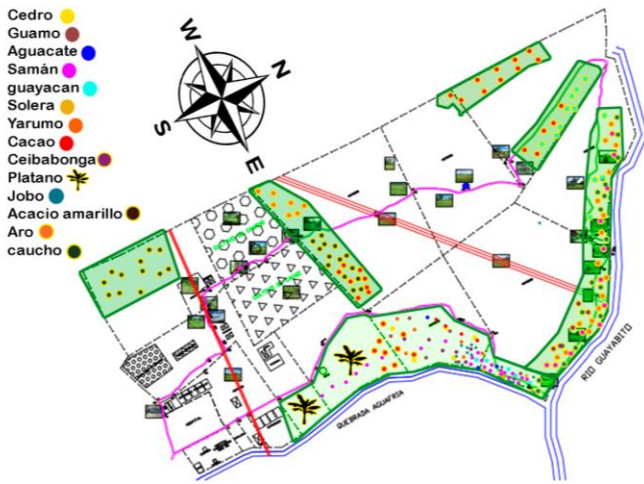 Cedro
Guamo
Aguacate
Samán
guayacan
Solera
Yarumo
Cacao
Ceibabonga
Platano
Jobo
Acacio amarillo
Aro
caucho
W
N
S
E
QUEBRADA AGUAFRIA
RIO GUAYABITO